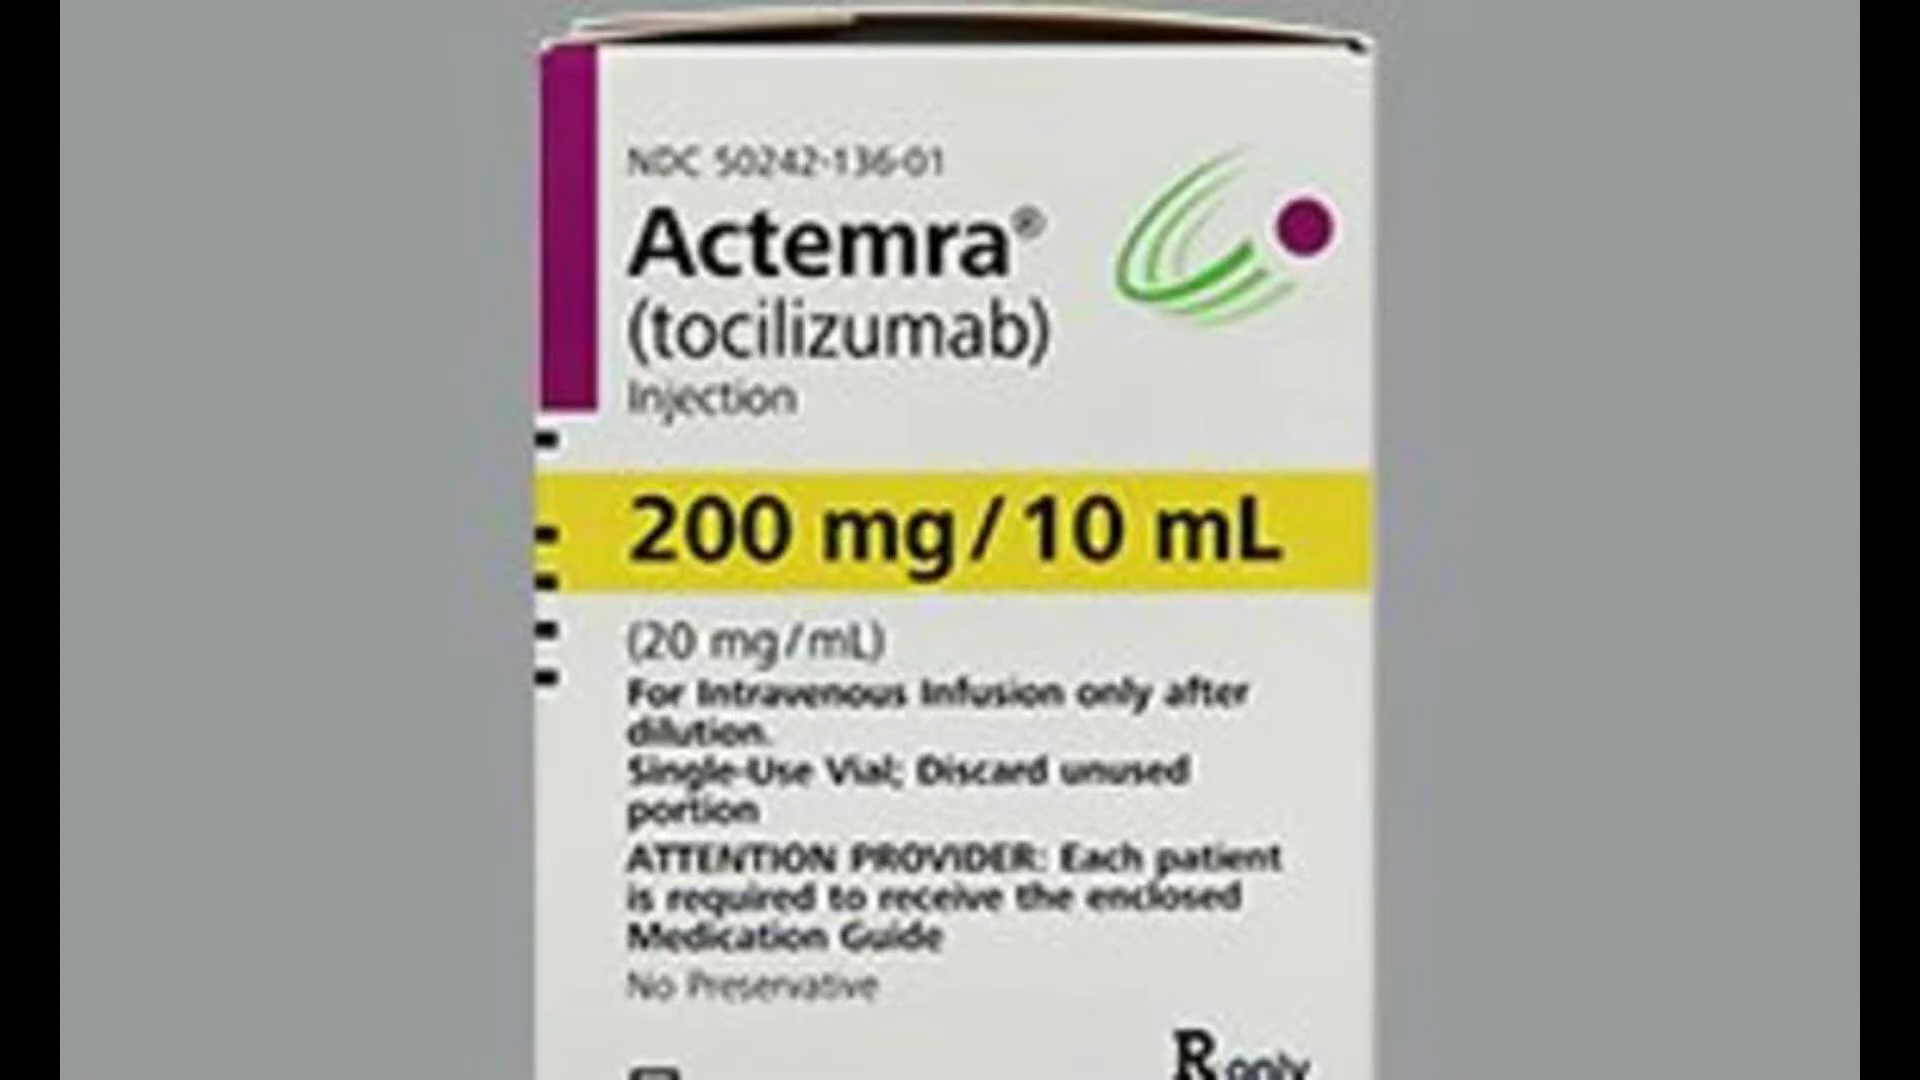 NDC 50242-136-01
Actemra®
(tocilizumab)
Injection
200 mg/10 mL
(20 mg/mL)
For Intravenous Infusion only after
dilution.
Single-Use Vial; Discard unused
portion
ATTENTION PROVIDER: Each patient
is required to receive the enclosed
Medication Guide
No Preservative
R only